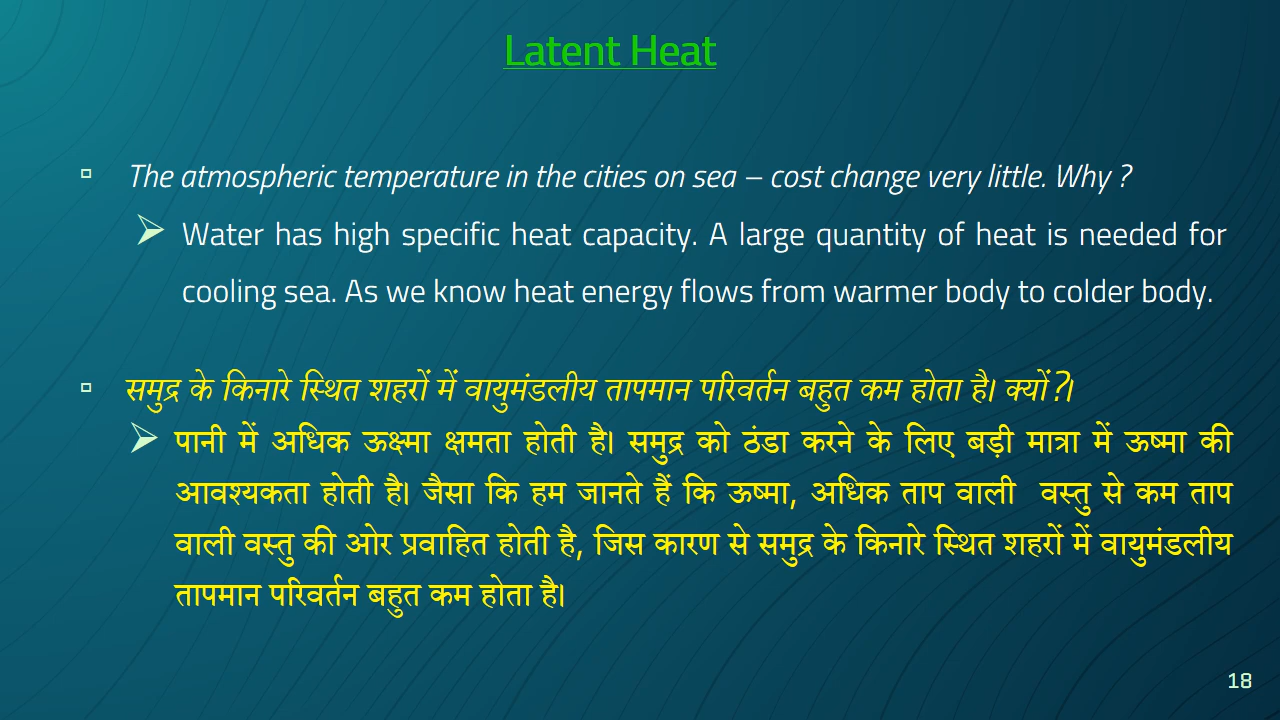 Latent Heat
The atmospheric temperature in the cities on sea – cost change very little. Why ?
Water has high specific heat capacity. A large quantity of heat is needed for
cooling sea. As we know heat energy flows from warmer body to colder body.
समुद्र के किनारे स्थित शहरों में वायुमंडलीय तापमान परिवर्तन बहुत कम होता है। क्यों?।
पानी में अधिक ऊक्ष्मा क्षमता होती है। समुद्र को ठंडा करने के लिए बड़ी मात्रा में ऊष्मा की
आवश्यकता होती है। जैसा कि हम जानते हैं कि ऊष्मा, अधिक ताप वाली वस्तु से कम ताप
वाली वस्तु की ओर प्रवाहित होती है, जिस कारण से समुद्र के किनारे स्थित शहरों में वायुमंडलीय
तापमान परिवर्तन बहुत कम होता है।
18